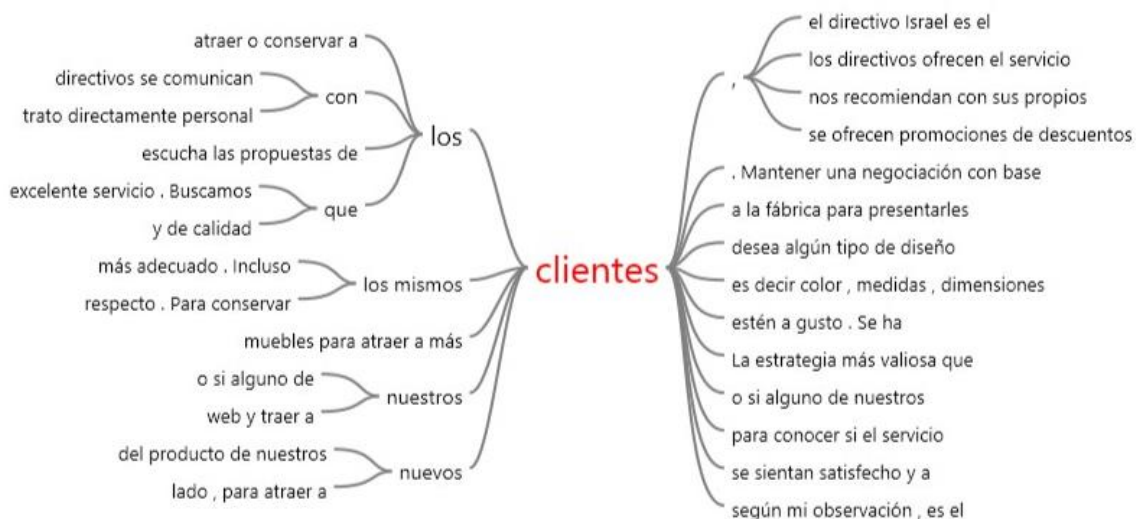 atraer o conservar a
directivos se comunican
trato directamente personal
con
escucha las propuestas de
excelente servicio . Buscamos
y de calidad
que
los
más adecuado . Incluso
respecto . Para conservar
los mismos
muebles para atraer a más
o si alguno de
web y traer a
nuestros
del producto de nuestros
lado , para atraer a
nuevos
clientes
,
el directivo Israel es el
los directivos ofrecen el servicio
nos recomiendan con sus propios
se ofrecen promociones de descuentos
. Mantener una negociación con base
a la fábrica para presentarles
desea algún tipo de diseño
es decir color , medidas , dimensiones
estén a gusto . Se ha
La estrategia más valiosa que
o si alguno de nuestros
para conocer si el servicio
se sientan satisfecho y a
según mi observación , es el